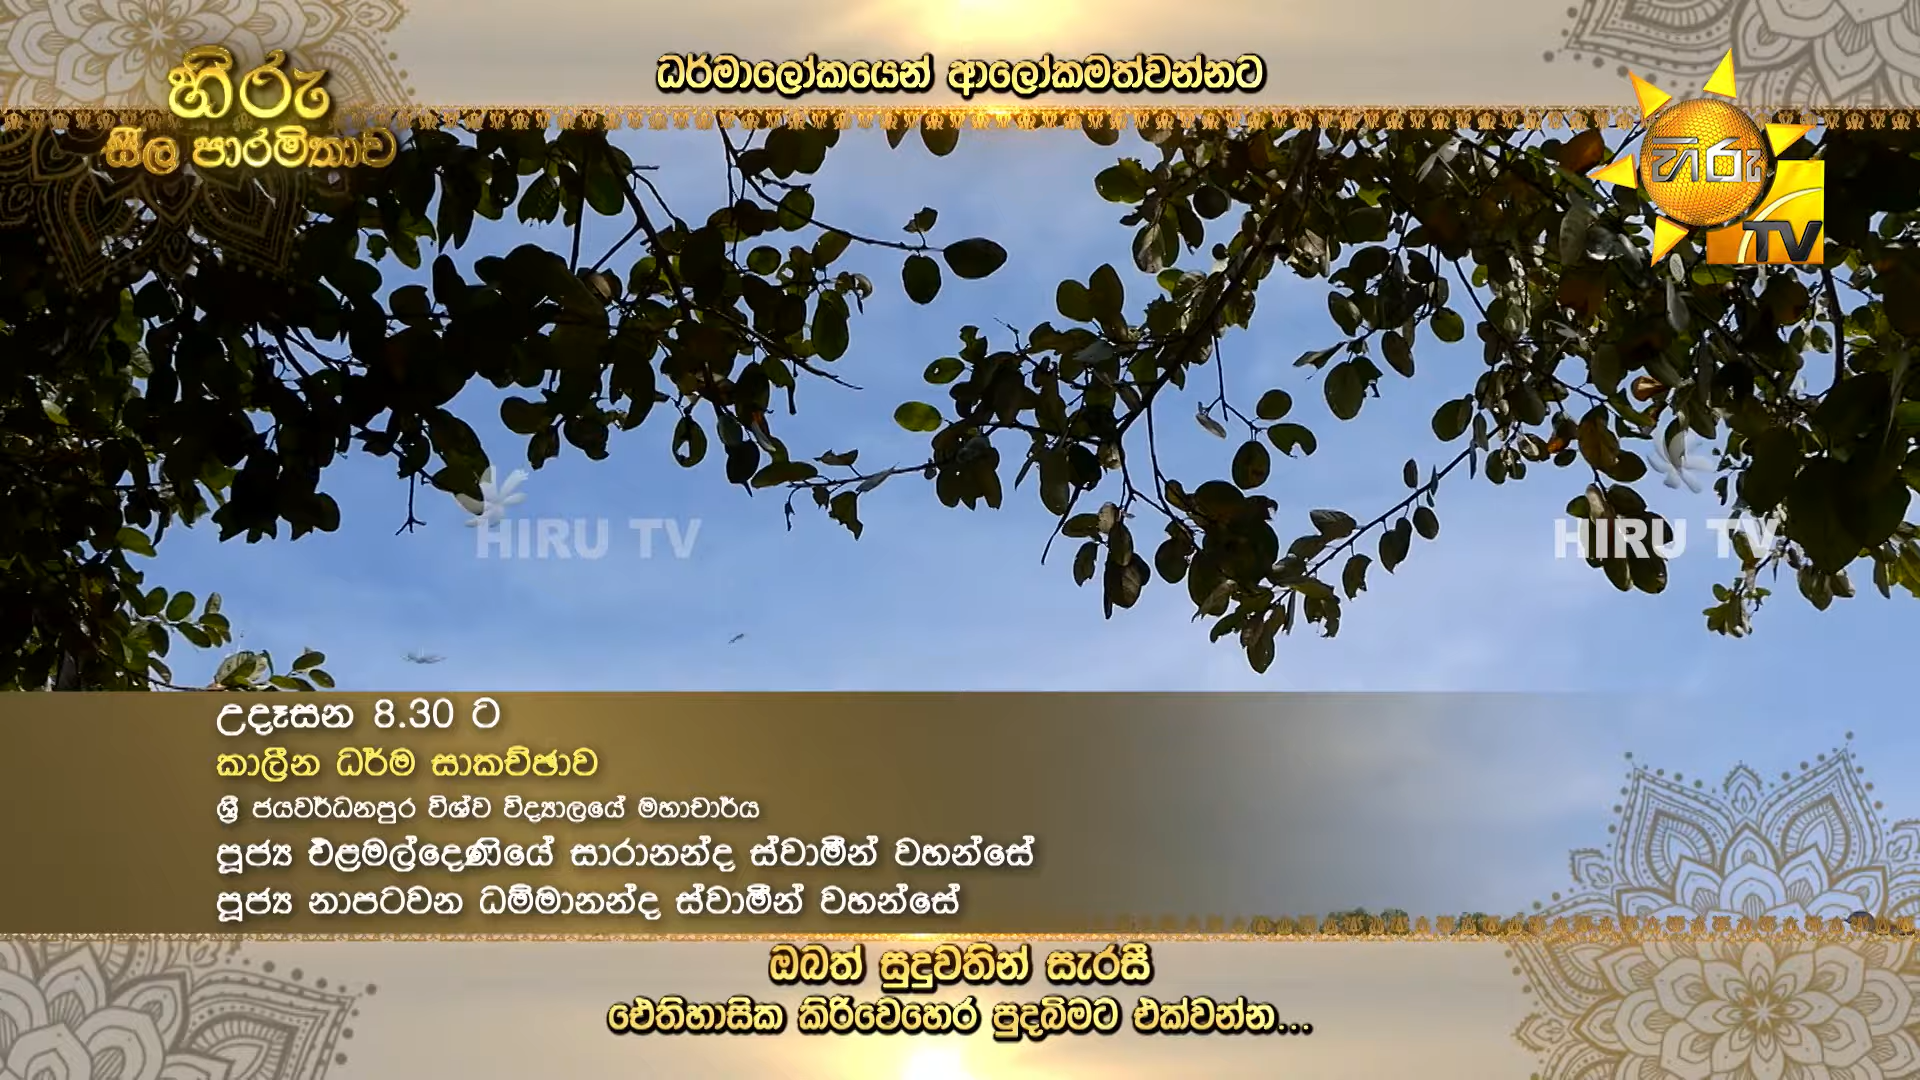 ධර්මාලෝකයෙන් ආලෝකමත්වන්නට
හිරු
සීල පාරමිතාව
හිරු
TV
HIRU TV
HIRU TV
උදෑසන 8.30 ට
කාලීන ධර්ම සාකච්ඡාව
ශ්‍රී ජයවර්ධනපුර විශ්ව විද්‍යාලයේ මහාචාර්ය
පූජ්‍ය එළමල්දෙණියේ සාරානන්ද ස්වාමීන් වහන්සේ
පූජ්‍ය නාපටවන ධම්මානන්ද ස්වාමීන් වහන්සේ
ඔබත් සුදුවතින් සැරසී
ඓතිහාසික කිරිවෙහෙර පුදබිමට එක්වන්න...